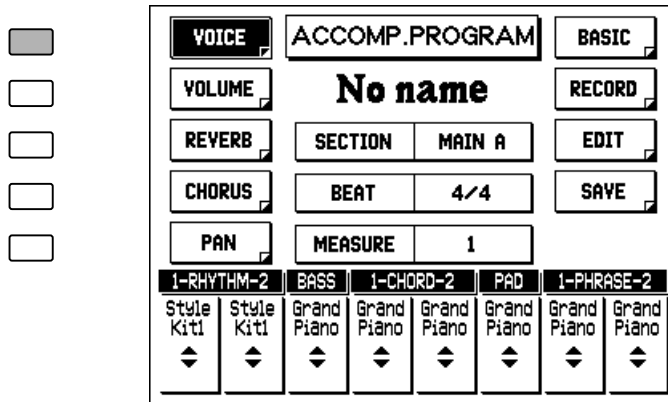 VOICE ACCOMP.PROGRAM BASIC
VOLUME No name RECORD
REVERB SECTION MAIN A EDIT
CHORUS BEAT 4/4 SAVE
PAN MEASURE 1
1-RHYTHM-2 BASS 1-CHORD-2 PAD 1-PHRASE-2
Style Style Grand Grand Grand Grand Grand Grand
Kit1 Kit1 Piano Piano Piano Piano Piano Piano